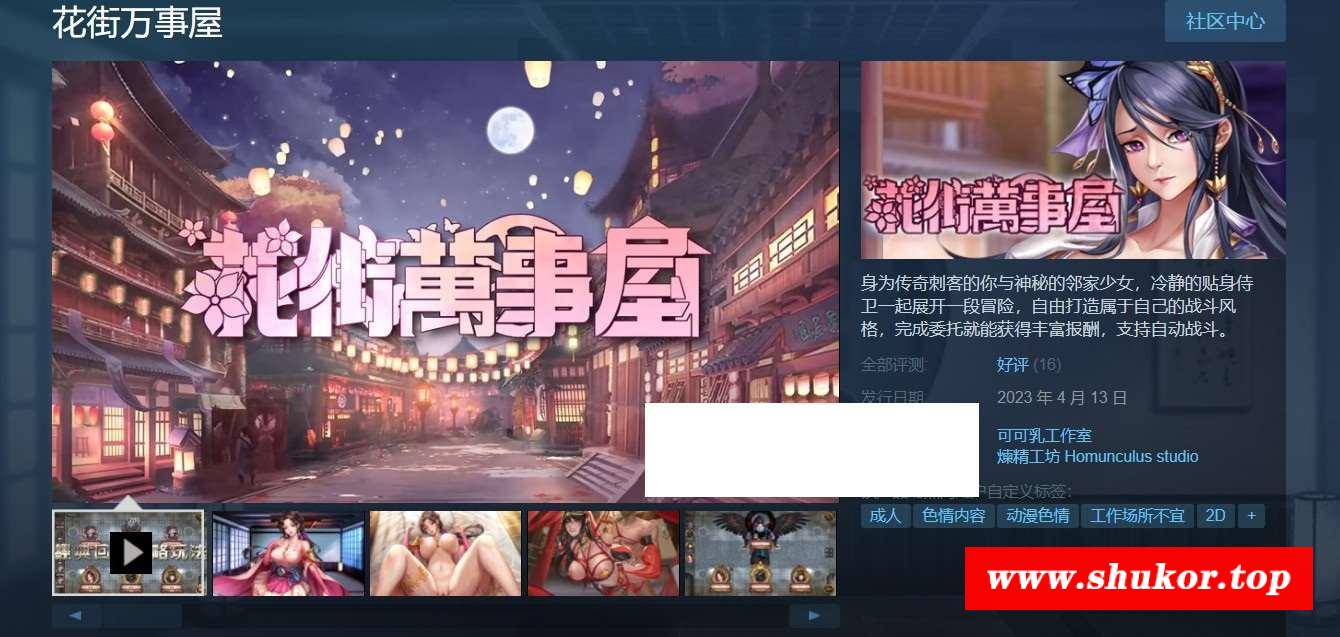 花街万事屋
社区中心
花街萬事屋
花街萬事屋
身为传奇刺客的你与神秘的邻家少女，冷静的贴身侍
卫一起展开一段冒险，自由打造属于自己的战斗风
格，完成委托就能获得丰富报酬，支持自动战斗。
全部评测: 好评 (16)
发行日期 2023 年 4 月 13 日
可可乳工作室
煉精工坊 Homunculus studio
户自定义标签:
成人 色情内容 动漫色情 工作场所不宜 2D +
www.shukor.top